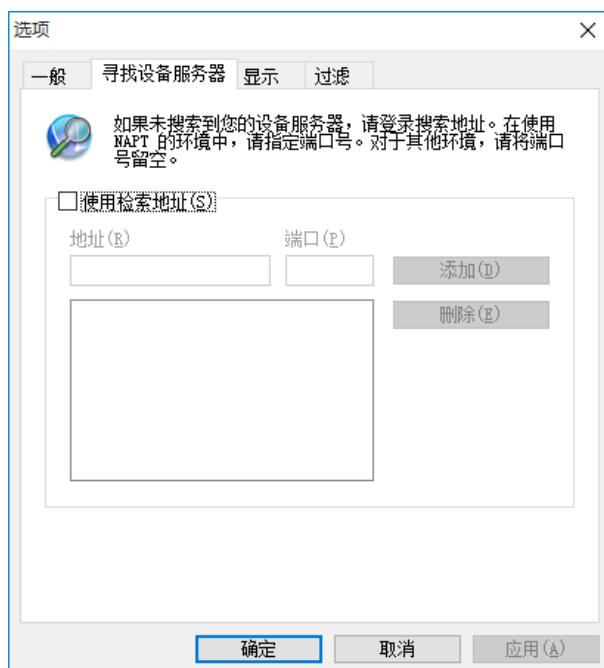 选项
一般 寻找设备服务器 显示 过滤
如果未搜索到您的设备服务器，请登录搜索地址。在使用
NAPT 的环境中，请指定端口号。对于其他环境，请将端口
号留空。
使用检索地址(S)
地址(R) 端口(P)
添加(D)
删除(E)
确定 取消 应用(A)